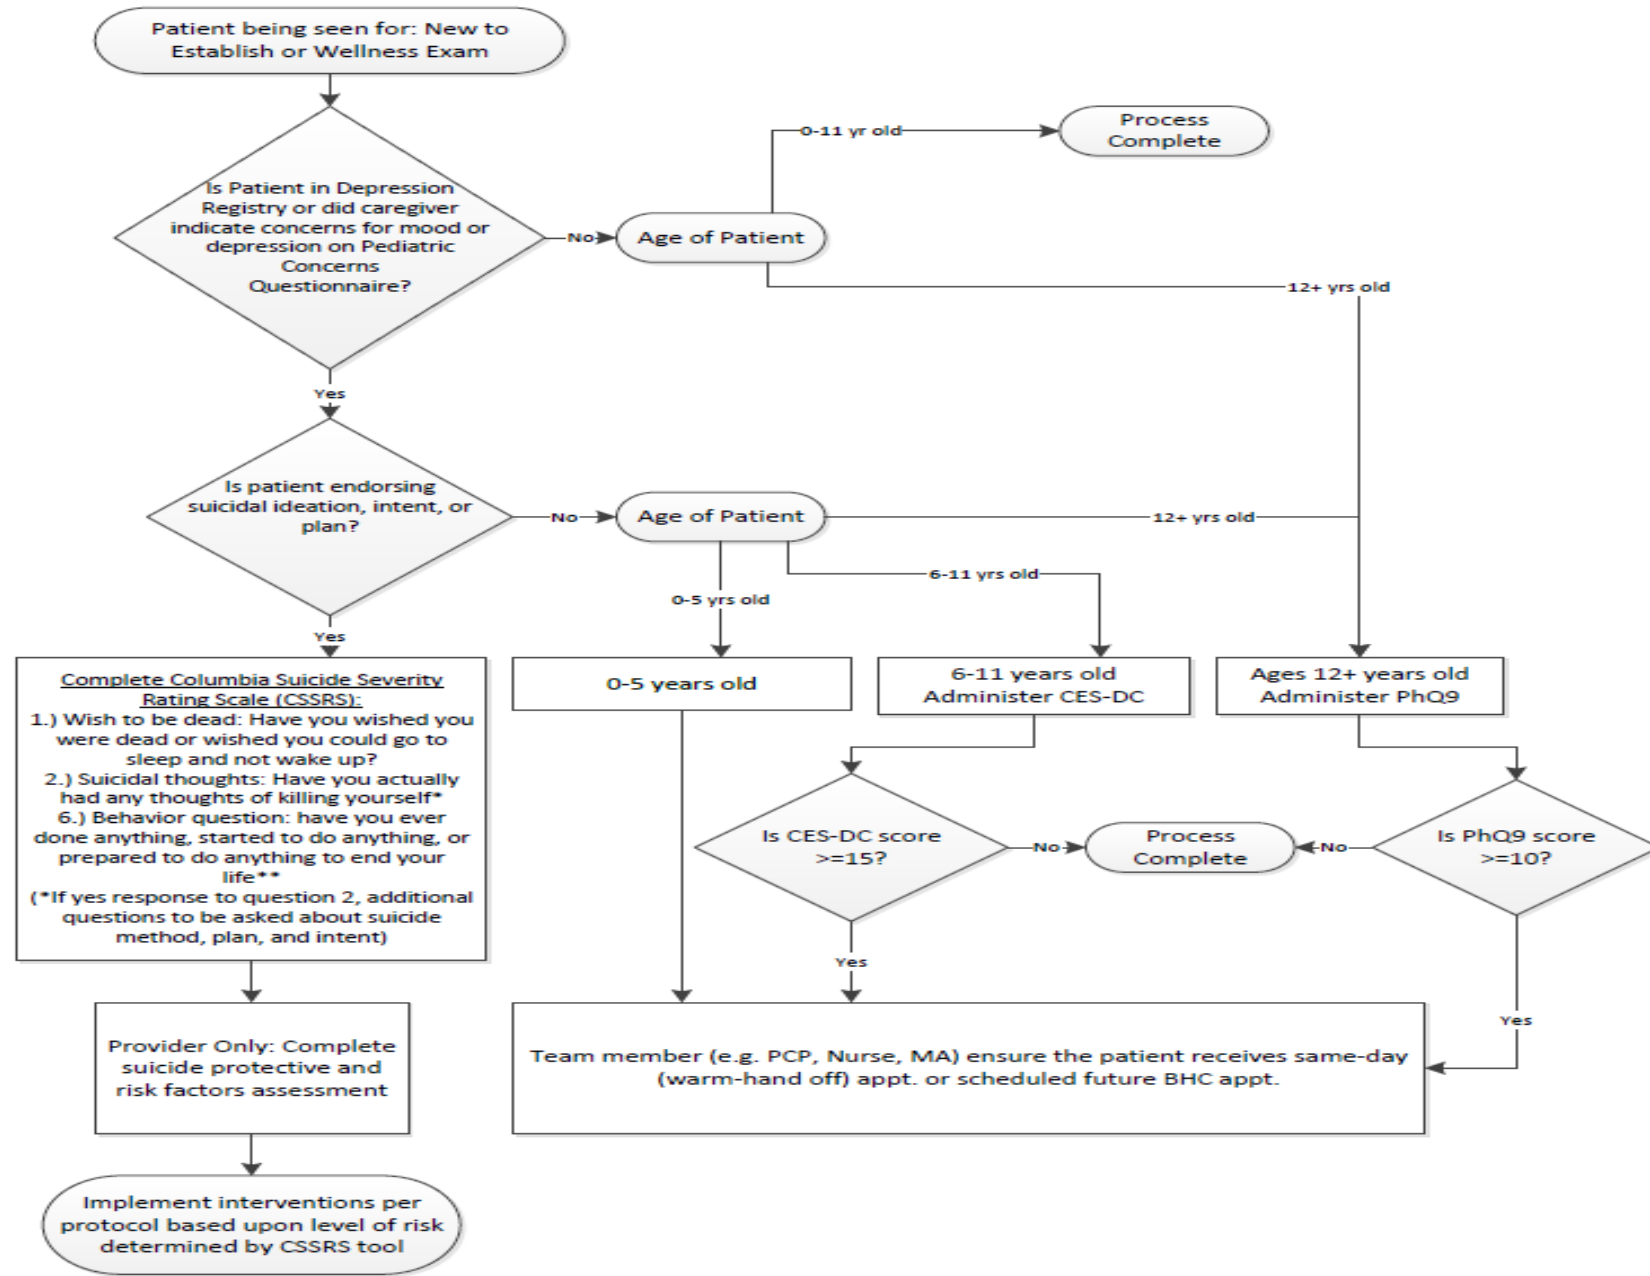 Patient being seen for: New to
Establish or Wellness Exam
0-11 yr old
Process
Complete
Is Patient in Depression
Registry or did caregiver
indicate concerns for mood or
depression on Pediatric
Concerns
Questionnaire?
No
Age of Patient
12+ yrs old
Yes
Is patient endorsing
suicidal ideation, intent, or
plan?
No
Age of Patient
12+ yrs old
6-11 yrs old
0-5 yrs old
Yes
Complete Columbia Suicide Severity
Rating Scale (CSSRS):
1.) Wish to be dead: Have you wished you
were dead or wished you could go to
sleep and not wake up?
2.) Suicidal thoughts: Have you actually
had any thoughts of killing yourself*
6.) Behavior question: have you ever
done anything, started to do anything, or
prepared to do anything to end your
life**
(*If yes response to question 2, additional
questions to be asked about suicide
method, plan, and intent)
0-5 years old
6-11 years old
Administer CES-DC
Ages 12+ years old
Administer PhQ9
Is CES-DC score
>=15?
No
Process
Complete
No
Is PhQ9 score
>=10?
Yes
Yes
Provider Only: Complete
suicide protective and
risk factors assessment
Team member (e.g. PCP, Nurse, MA) ensure the patient receives same-day
(warm-hand off) appt. or scheduled future BHC appt.
Implement interventions per
protocol based upon level of risk
determined by CSSRS tool